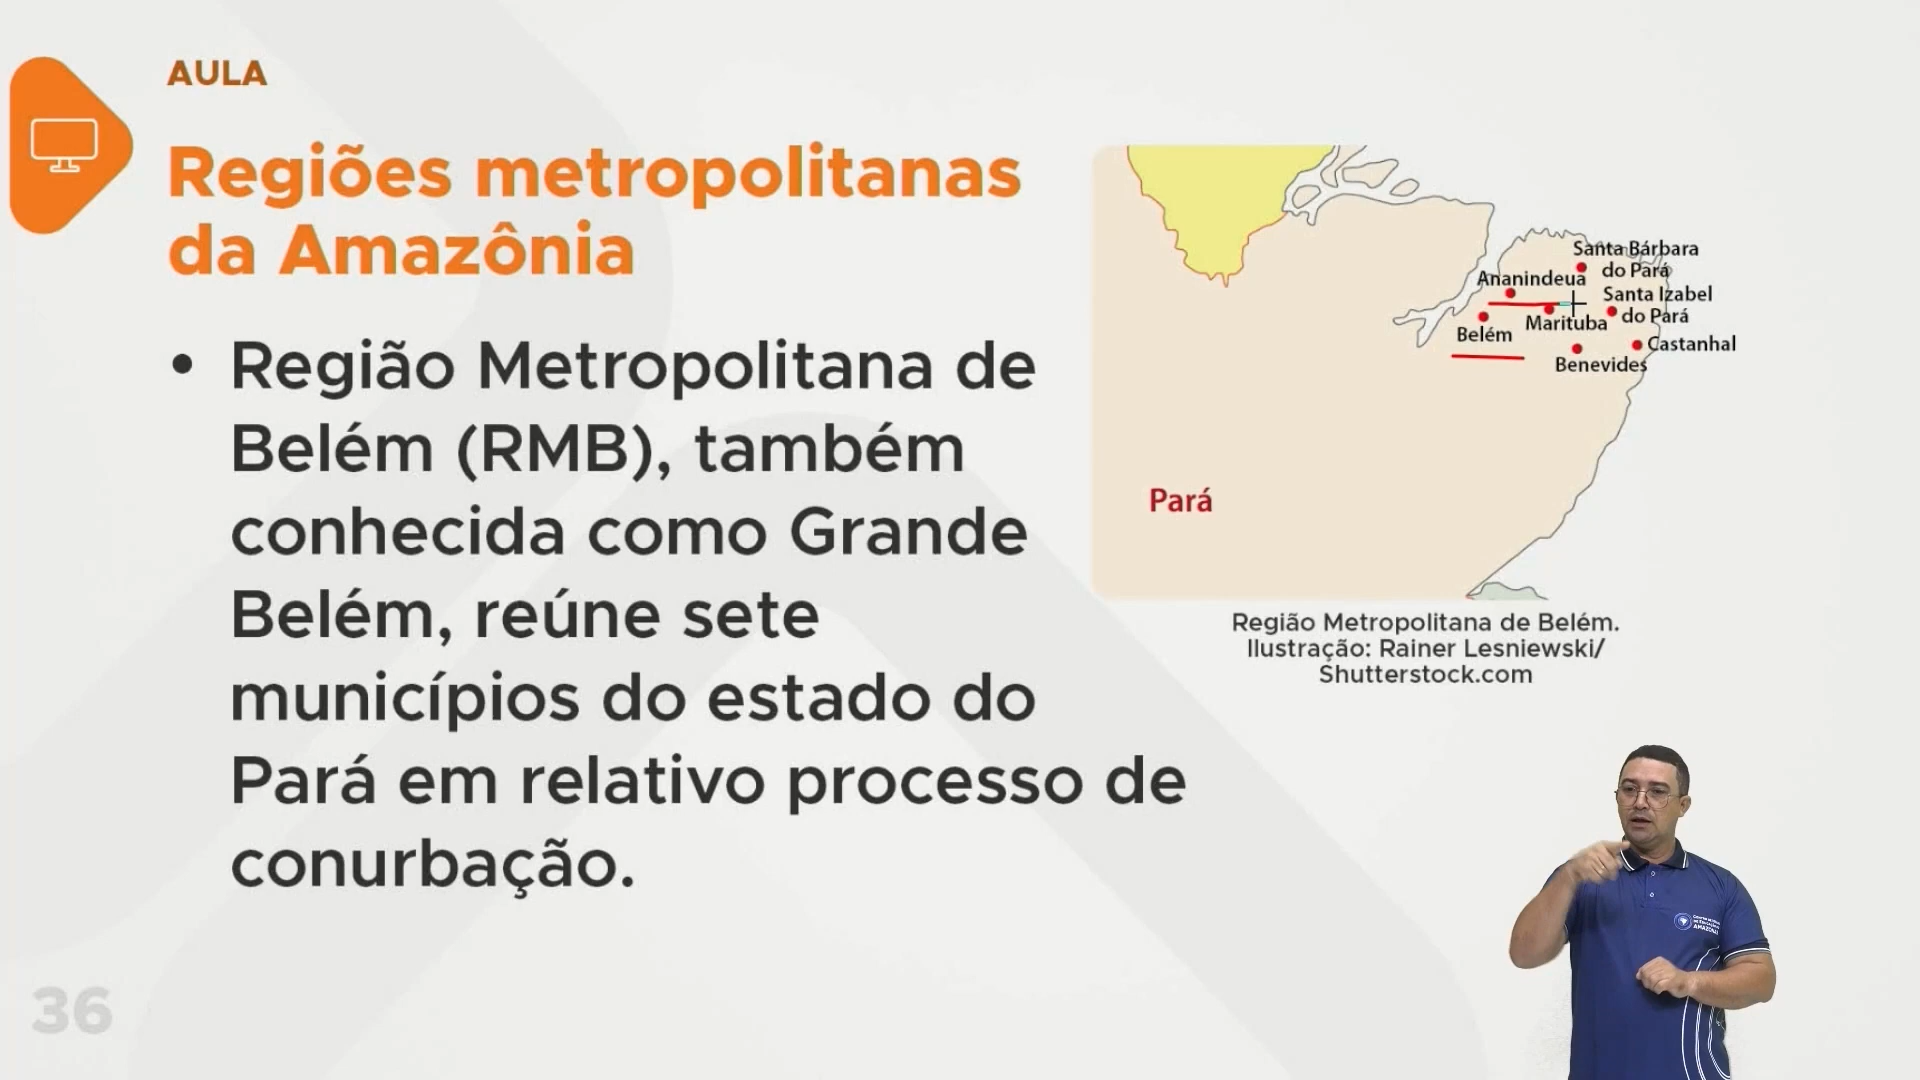 AULA
Regiões metropolitanas
da Amazônia
• Região Metropolitana de
Belém (RMB), também
conhecida como Grande
Belém, reúne sete
municípios do estado do
Pará em relativo processo de
conurbação.
Santa Bárbara
do Pará
Ananindeua
Santa Izabel
do Pará
Marituba
Belém
Castanhal
Benevides
Pará
Região Metropolitana de Belém.
Ilustração: Rainer Lesniewski/
Shutterstock.com
AMAZONAS
36